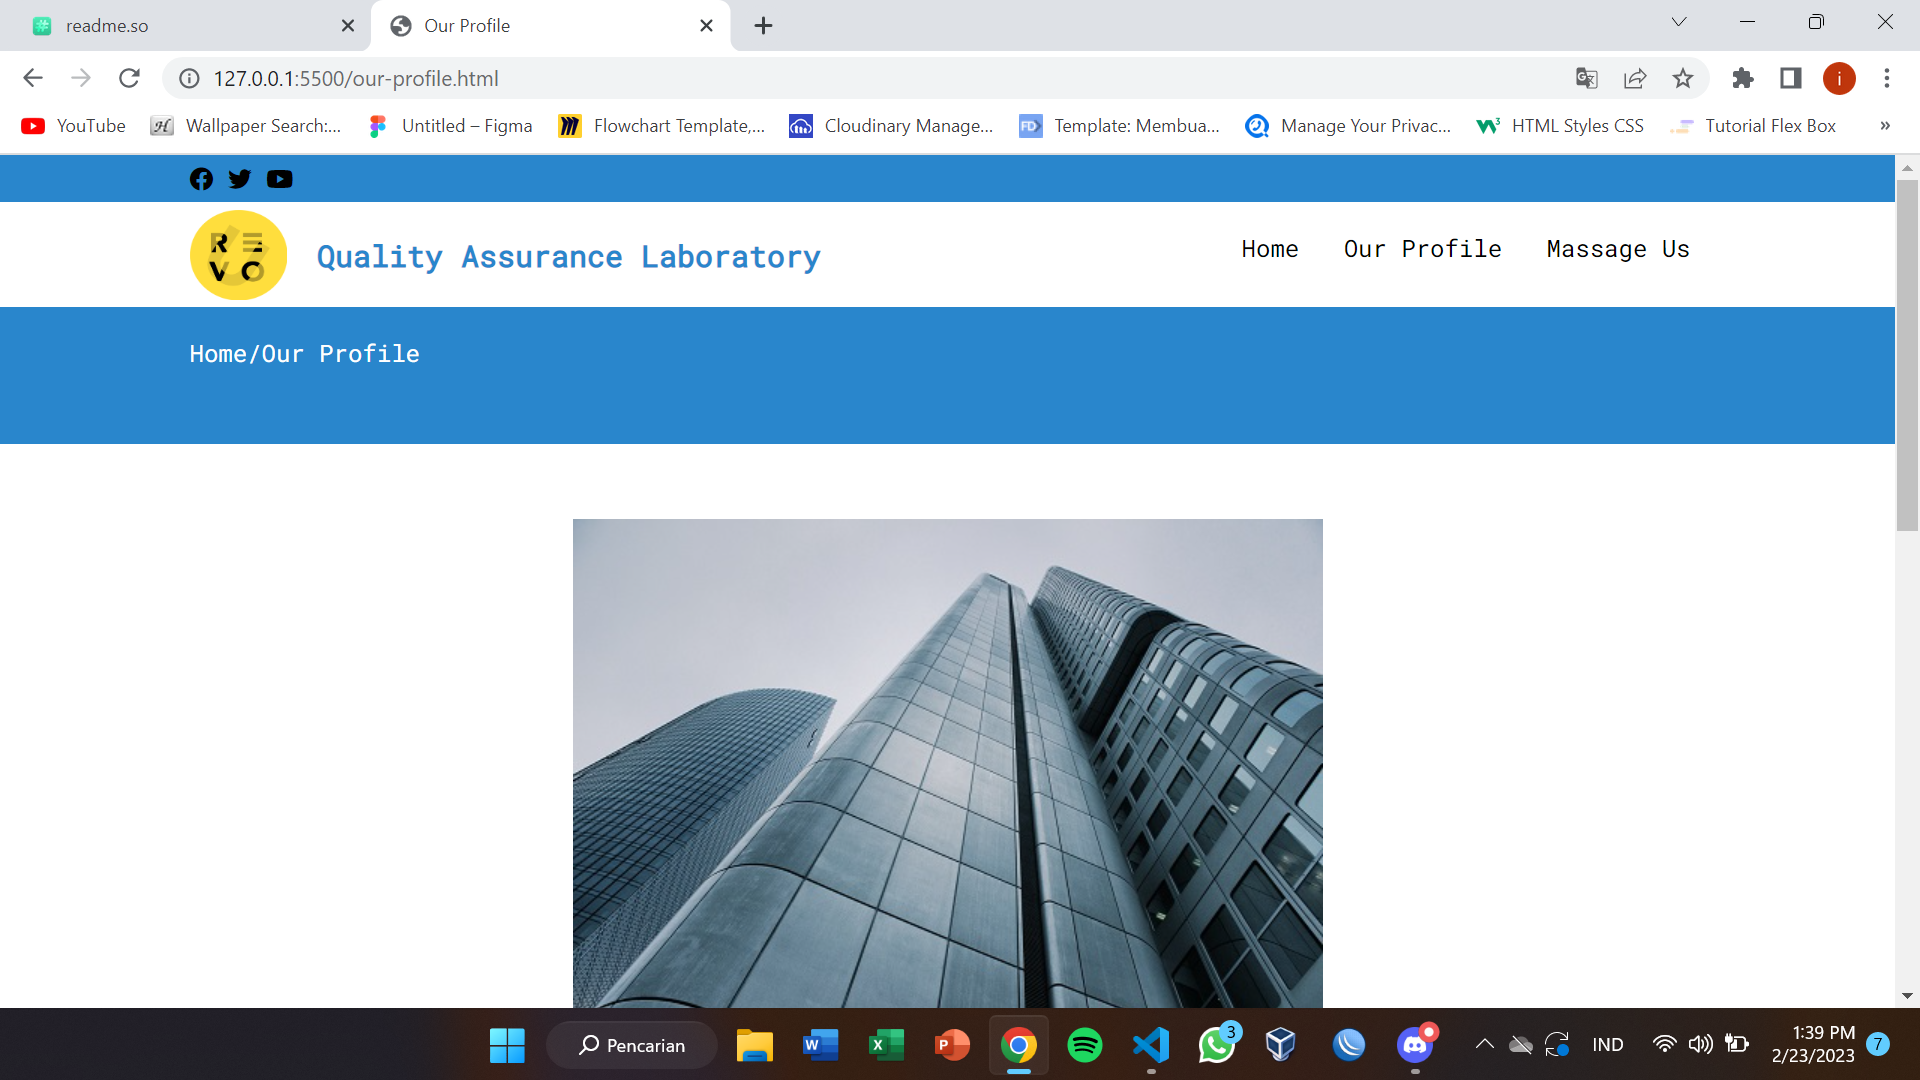 readme.so
Our Profile
127.0.0.1:5500/our-profile.html
i
YouTube
Wallpaper Search:...
Untitled – Figma
Flowchart Template,...
Cloudinary Manage...
FD
Template: Membua...
Manage Your Privac...
HTML Styles CSS
Tutorial Flex Box
»
REVO
Quality Assurance Laboratory
Home
Our Profile
Massage Us
Home/Our Profile
Pencarian
3
IND
1:39 PM
2/23/2023
7